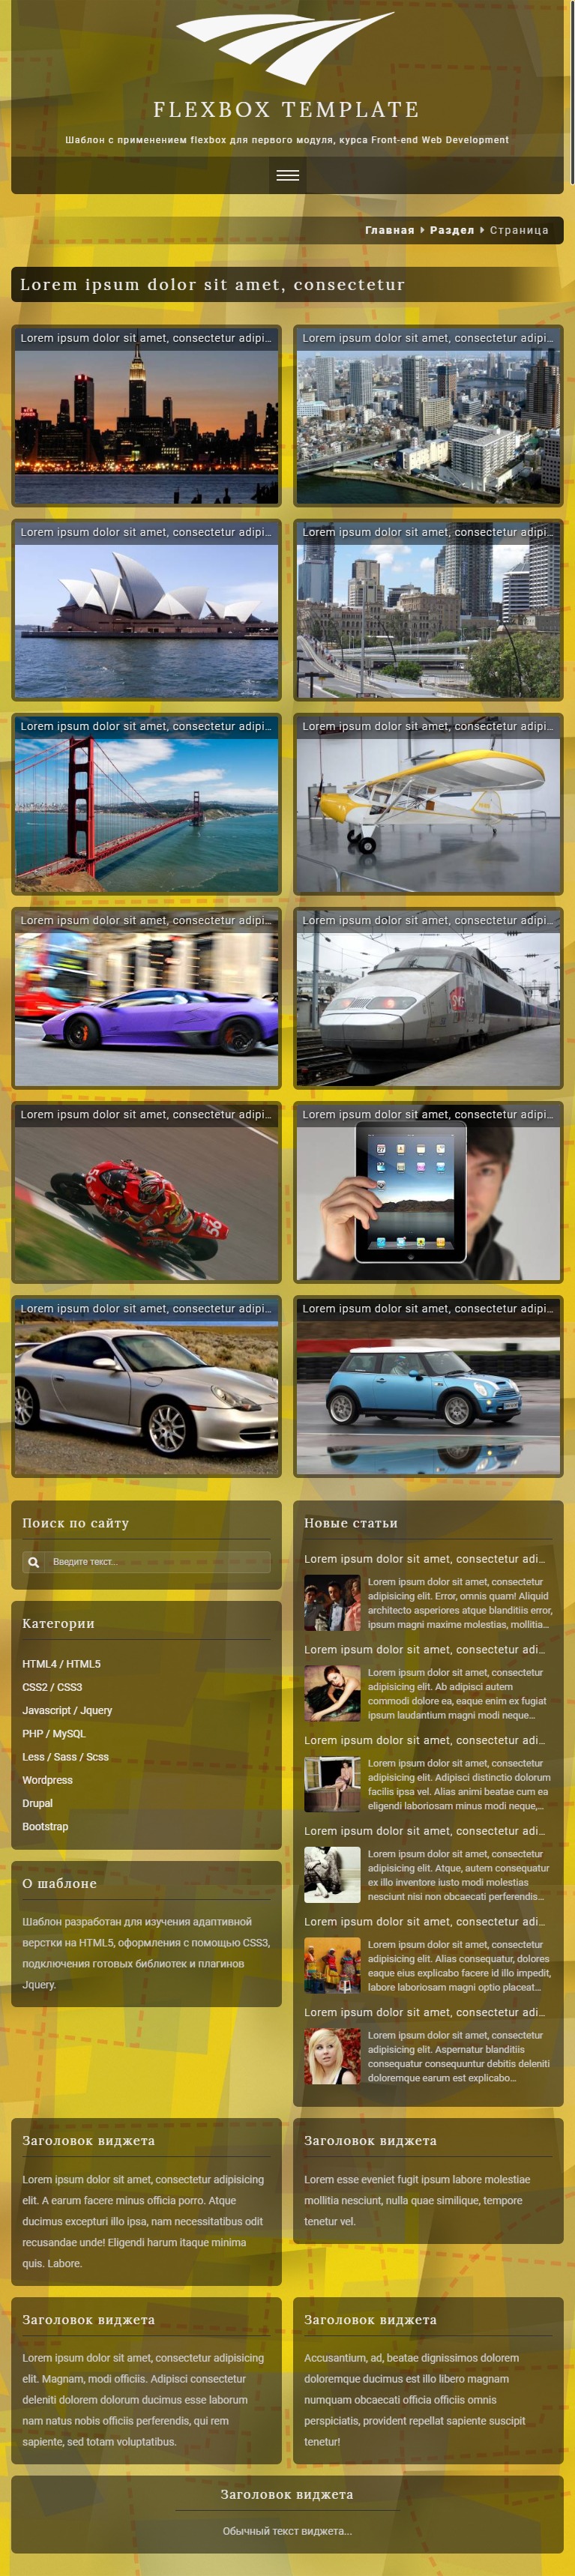 FLEXBOX TEMPLATE
Шаблон с применением flexbox для первого модуля, курса Front-end Web Development
Главная Раздел Страница
Lorem ipsum dolor sit amet, consectetur
Lorem ipsum dolor sit amet, consectetur adipi...
Lorem ipsum dolor sit amet, consectetur adipi...
Lorem ipsum dolor sit amet, consectetur adipi...
Lorem ipsum dolor sit amet, consectetur adipi...
Lorem ipsum dolor sit amet, consectetur adipi...
Lorem ipsum dolor sit amet, consectetur adipi...
Lorem ipsum dolor sit amet, consectetur adipi...
Lorem ipsum dolor sit amet, consectetur adipi...
Lorem ipsum dolor sit amet, consectetur adipi...
56
56
Lorem ipsum dolor sit amet, consectetur adipi...
Lorem ipsum dolor sit amet, consectetur adipi...
Lorem ipsum dolor sit amet, consectetur adipi...
Поиск по сайту
Введите текст...
Категории
HTML4 / HTML5
CSS2 / CSS3
Javascript / Jquery
PHP / MySQL
Less / Sass / Scss
Wordpress
Drupal
Bootstrap
О шаблоне
Шаблон разработан для изучения адаптивной
верстки на HTML5, оформления с помощью CSS3,
подключения готовых библиотек и плагинов
Jquery.
Новые статьи
Lorem ipsum dolor sit amet, consectetur adi...
Lorem ipsum dolor sit amet, consectetur
adipisicing elit. Error, omnis quam! Aliquid
architecto asperiores atque blanditiis error,
ipsum magni maxime molestias, mollitia...
Lorem ipsum dolor sit amet, consectetur adi...
Lorem ipsum dolor sit amet, consectetur
adipisicing elit. Ab adipisci autem
commodi dolore ea, eaque enim ex fugiat
ipsum laudantium magni modi neque...
Lorem ipsum dolor sit amet, consectetur adi...
Lorem ipsum dolor sit amet, consectetur
adipisicing elit. Adipisci distinctio dolorum
facilis ipsa vel. Alias animi beatae cum ea
eligendi laboriosam minus modi neque,...
Lorem ipsum dolor sit amet, consectetur adi...
Lorem ipsum dolor sit amet, consectetur
adipisicing elit. Atque, autem consequatur
ex illo inventore iusto modi molestias
nesciunt nisi non obcaecati perferendis...
Lorem ipsum dolor sit amet, consectetur adi...
Lorem ipsum dolor sit amet, consectetur
adipisicing elit. Alias consequatur, dolores
eaque eius explicabo facere id illo impedit,
labore laboriosam magni optio placeat...
Lorem ipsum dolor sit amet, consectetur adi...
Lorem ipsum dolor sit amet, consectetur
adipisicing elit. Aspernatur blanditiis
consequatur consequuntur debitis deleniti
doloremque earum est explicabo...
Заголовок виджета
Lorem ipsum dolor sit amet, consectetur adipisicing
elit. A earum facere minus officia porro. Atque
ducimus excepturi illo ipsa, nam necessitatibus odit
recusandae unde! Eligendi harum itaque minima
quis. Labore.
Заголовок виджета
Lorem esse eveniet fugit ipsum labore molestiae
mollitia nesciunt, nulla quae similique, tempore
tenetur vel.
Заголовок виджета
Lorem ipsum dolor sit amet, consectetur adipisicing
elit. Magnam, modi officiis. Adipisci consectetur
deleniti dolorem dolorum ducimus esse laborum
nam natus nobis officiis perferendis, qui rem
sapiente, sed totam voluptatibus.
Заголовок виджета
Accusantium, ad, beatae dignissimos dolorem
doloremque ducimus est illo libero magnam
numquam obcaecati officia officiis omnis
perspiciatis, provident repellat sapiente suscipit
tenetur!
Заголовок виджета
Обычный текст виджета...